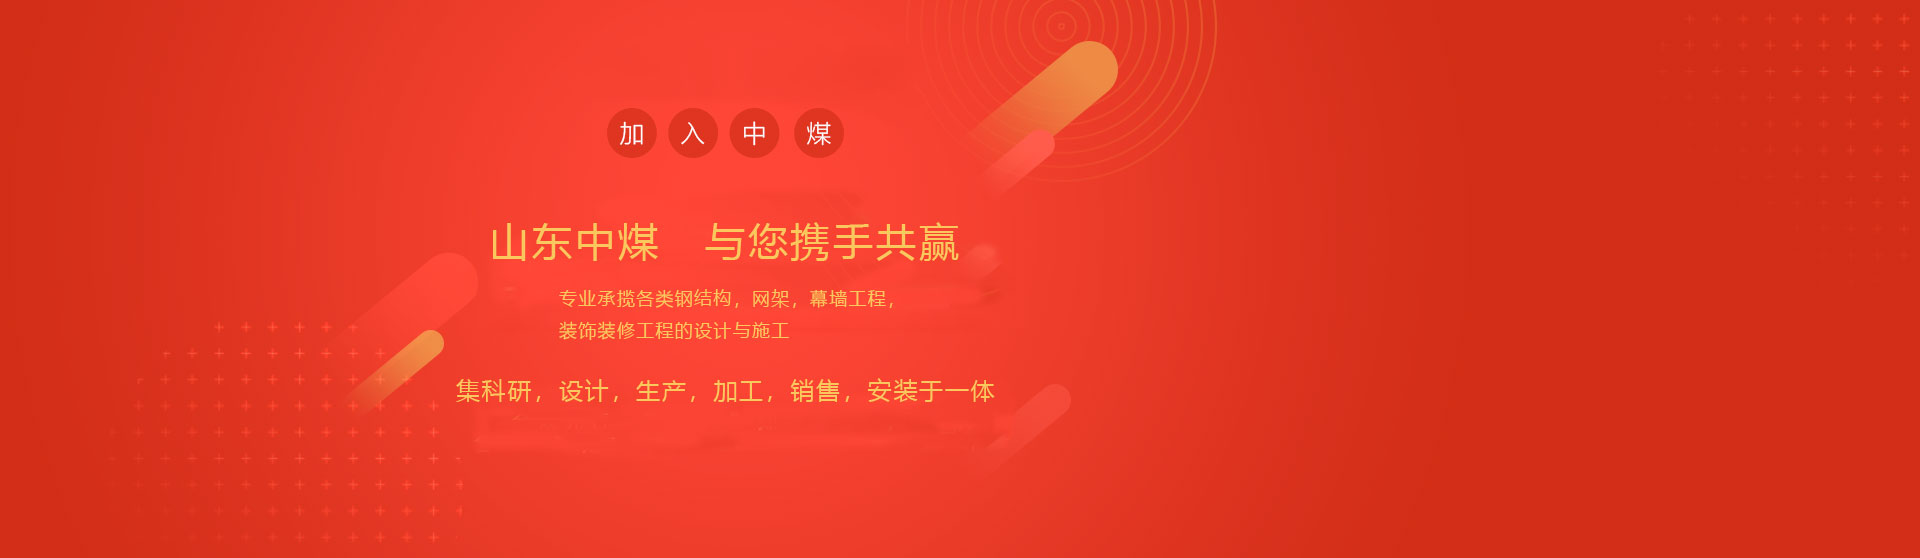 加入中煤
山东中煤　与您携手共赢
专业承揽各类钢结构，网架，幕墙工程，
装饰装修工程的设计与施工
集科研，设计，生产，加工，销售，安装于一体